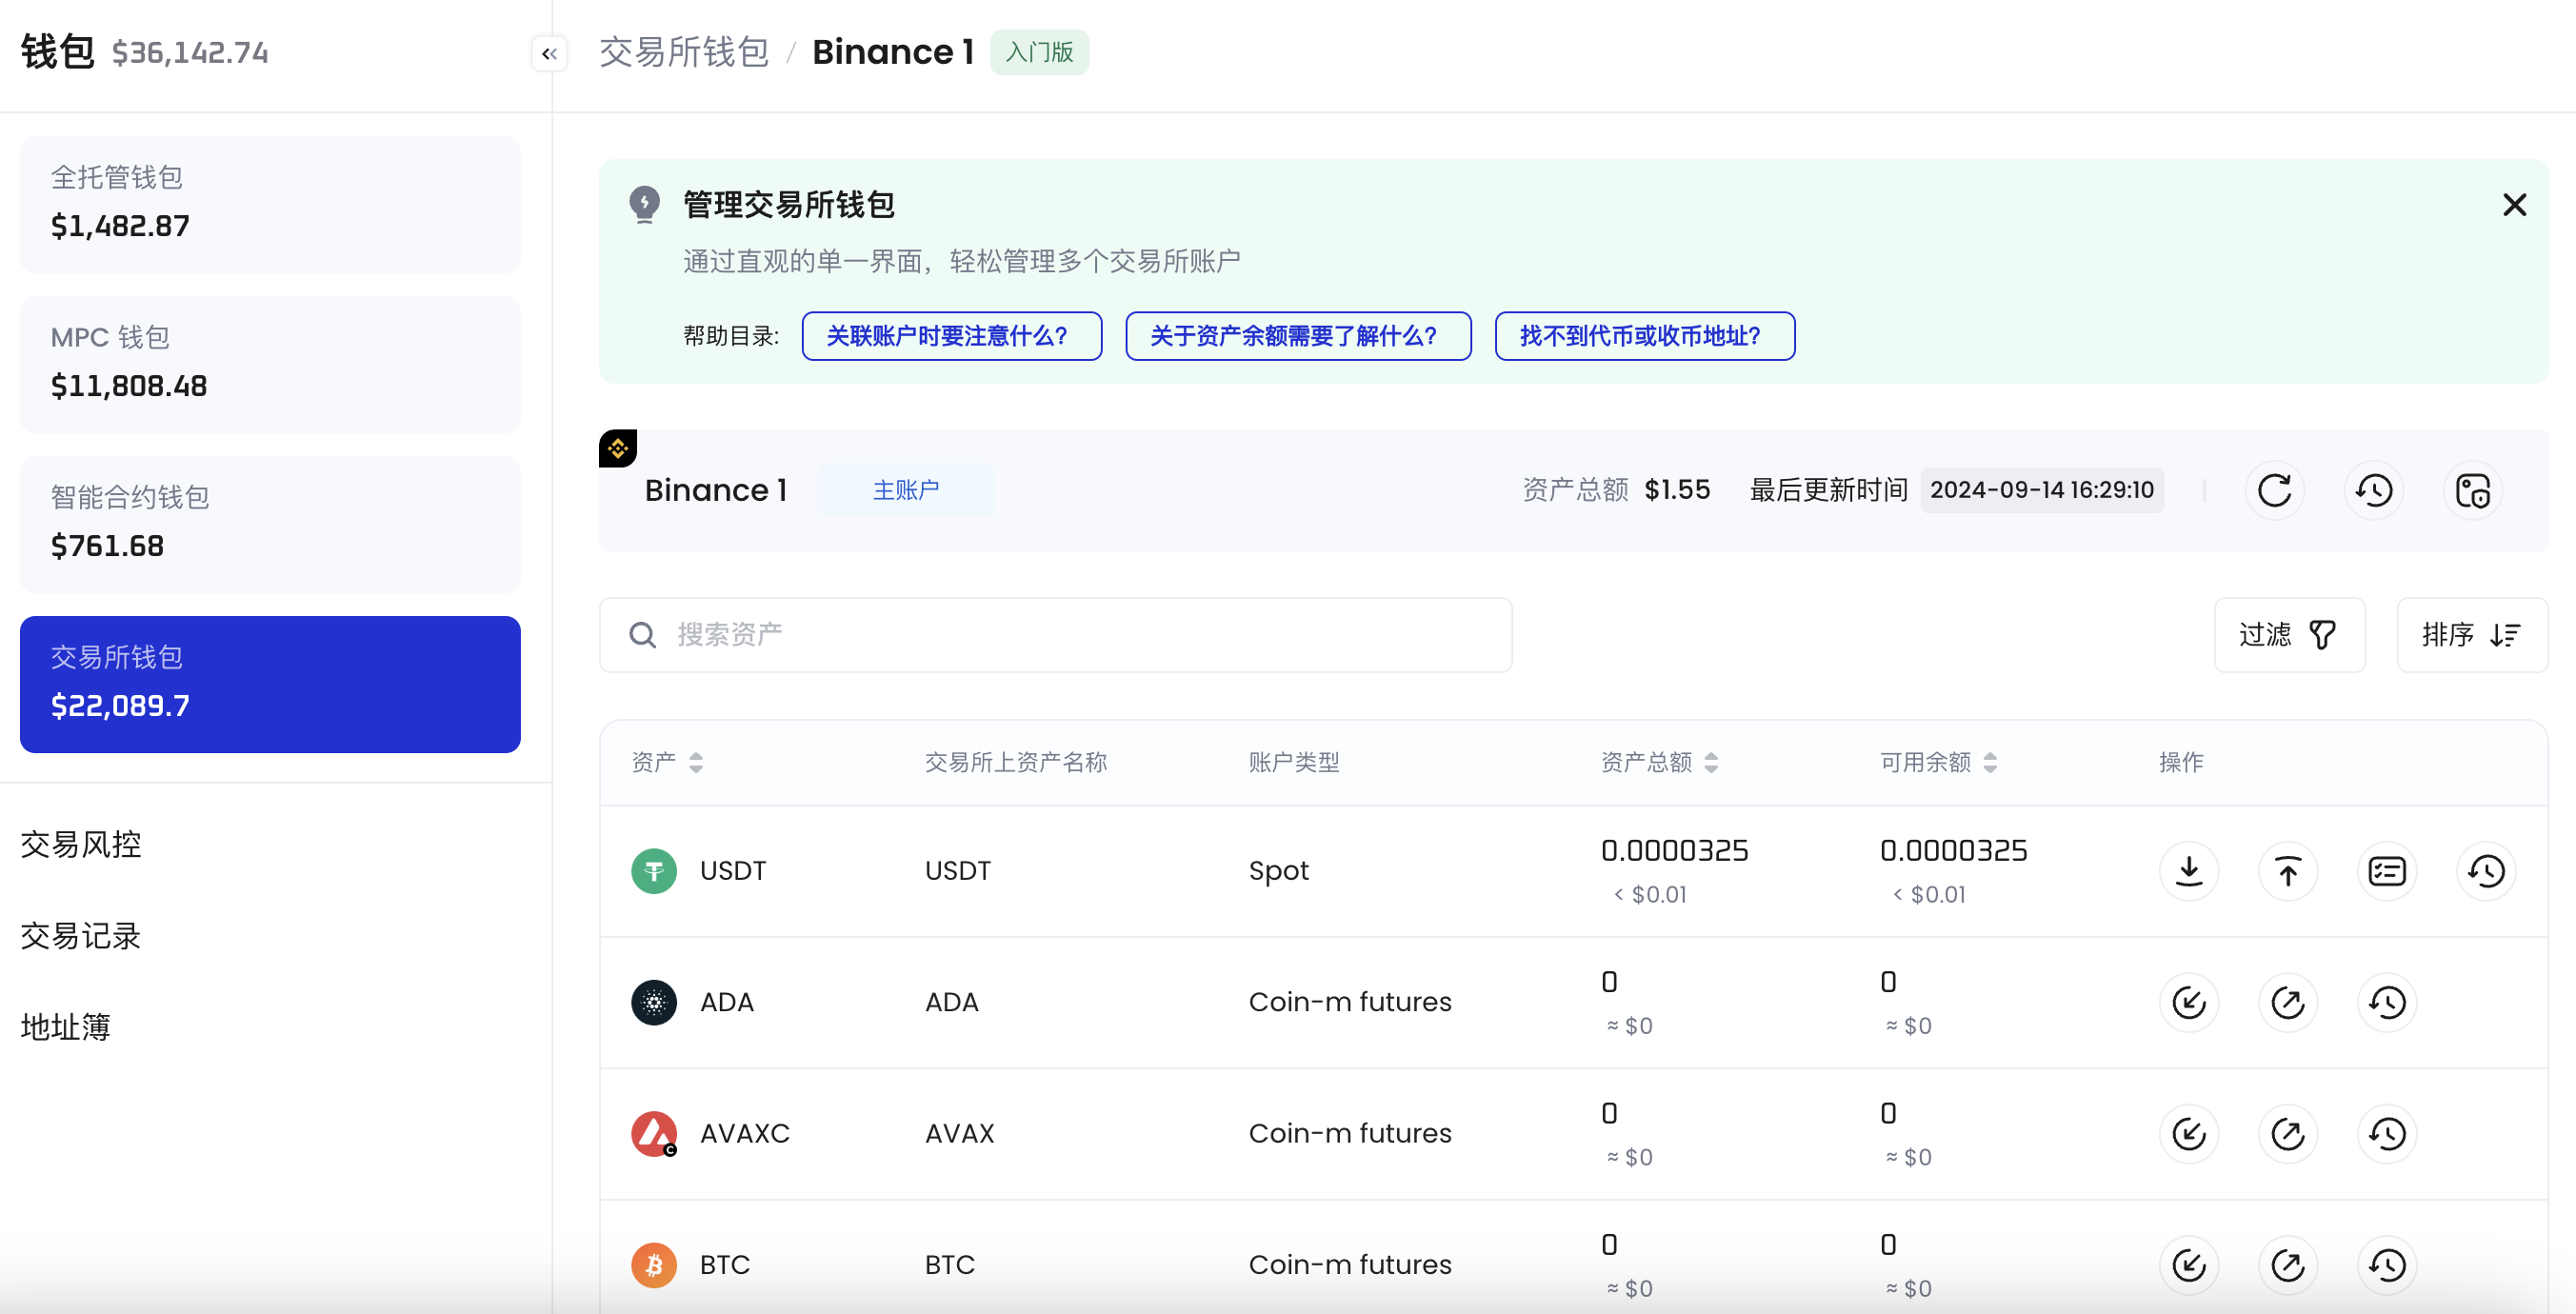 钱包 $36,142.74
全托管钱包
$1,482.87
MPC 钱包
$11,808.48
智能合约钱包
$761.68
交易所钱包
$22,089.7
交易风控
交易记录
地址簿
交易所钱包 / Binance 1 入门版
管理交易所钱包
通过直观的单一界面，轻松管理多个交易所账户
帮助目录: 关联账户时要注意什么? 关于资产余额需要了解什么? 找不到代币或收币地址?
Binance 1 主账户 资产总额 $1.55 最后更新时间 2024-09-14 16:29:10
搜索资产 过滤 排序
资产 交易所上资产名称 账户类型 资产总额 可用余额 操作
USDT USDT Spot 0.0000325 0.0000325
< $0.01 < $0.01
ADA ADA Coin-m futures 0 0
≈ $0 ≈ $0
AVAXC AVAX Coin-m futures 0 0
≈ $0 ≈ $0
BTC BTC Coin-m futures 0 0
≈ $0 ≈ $0